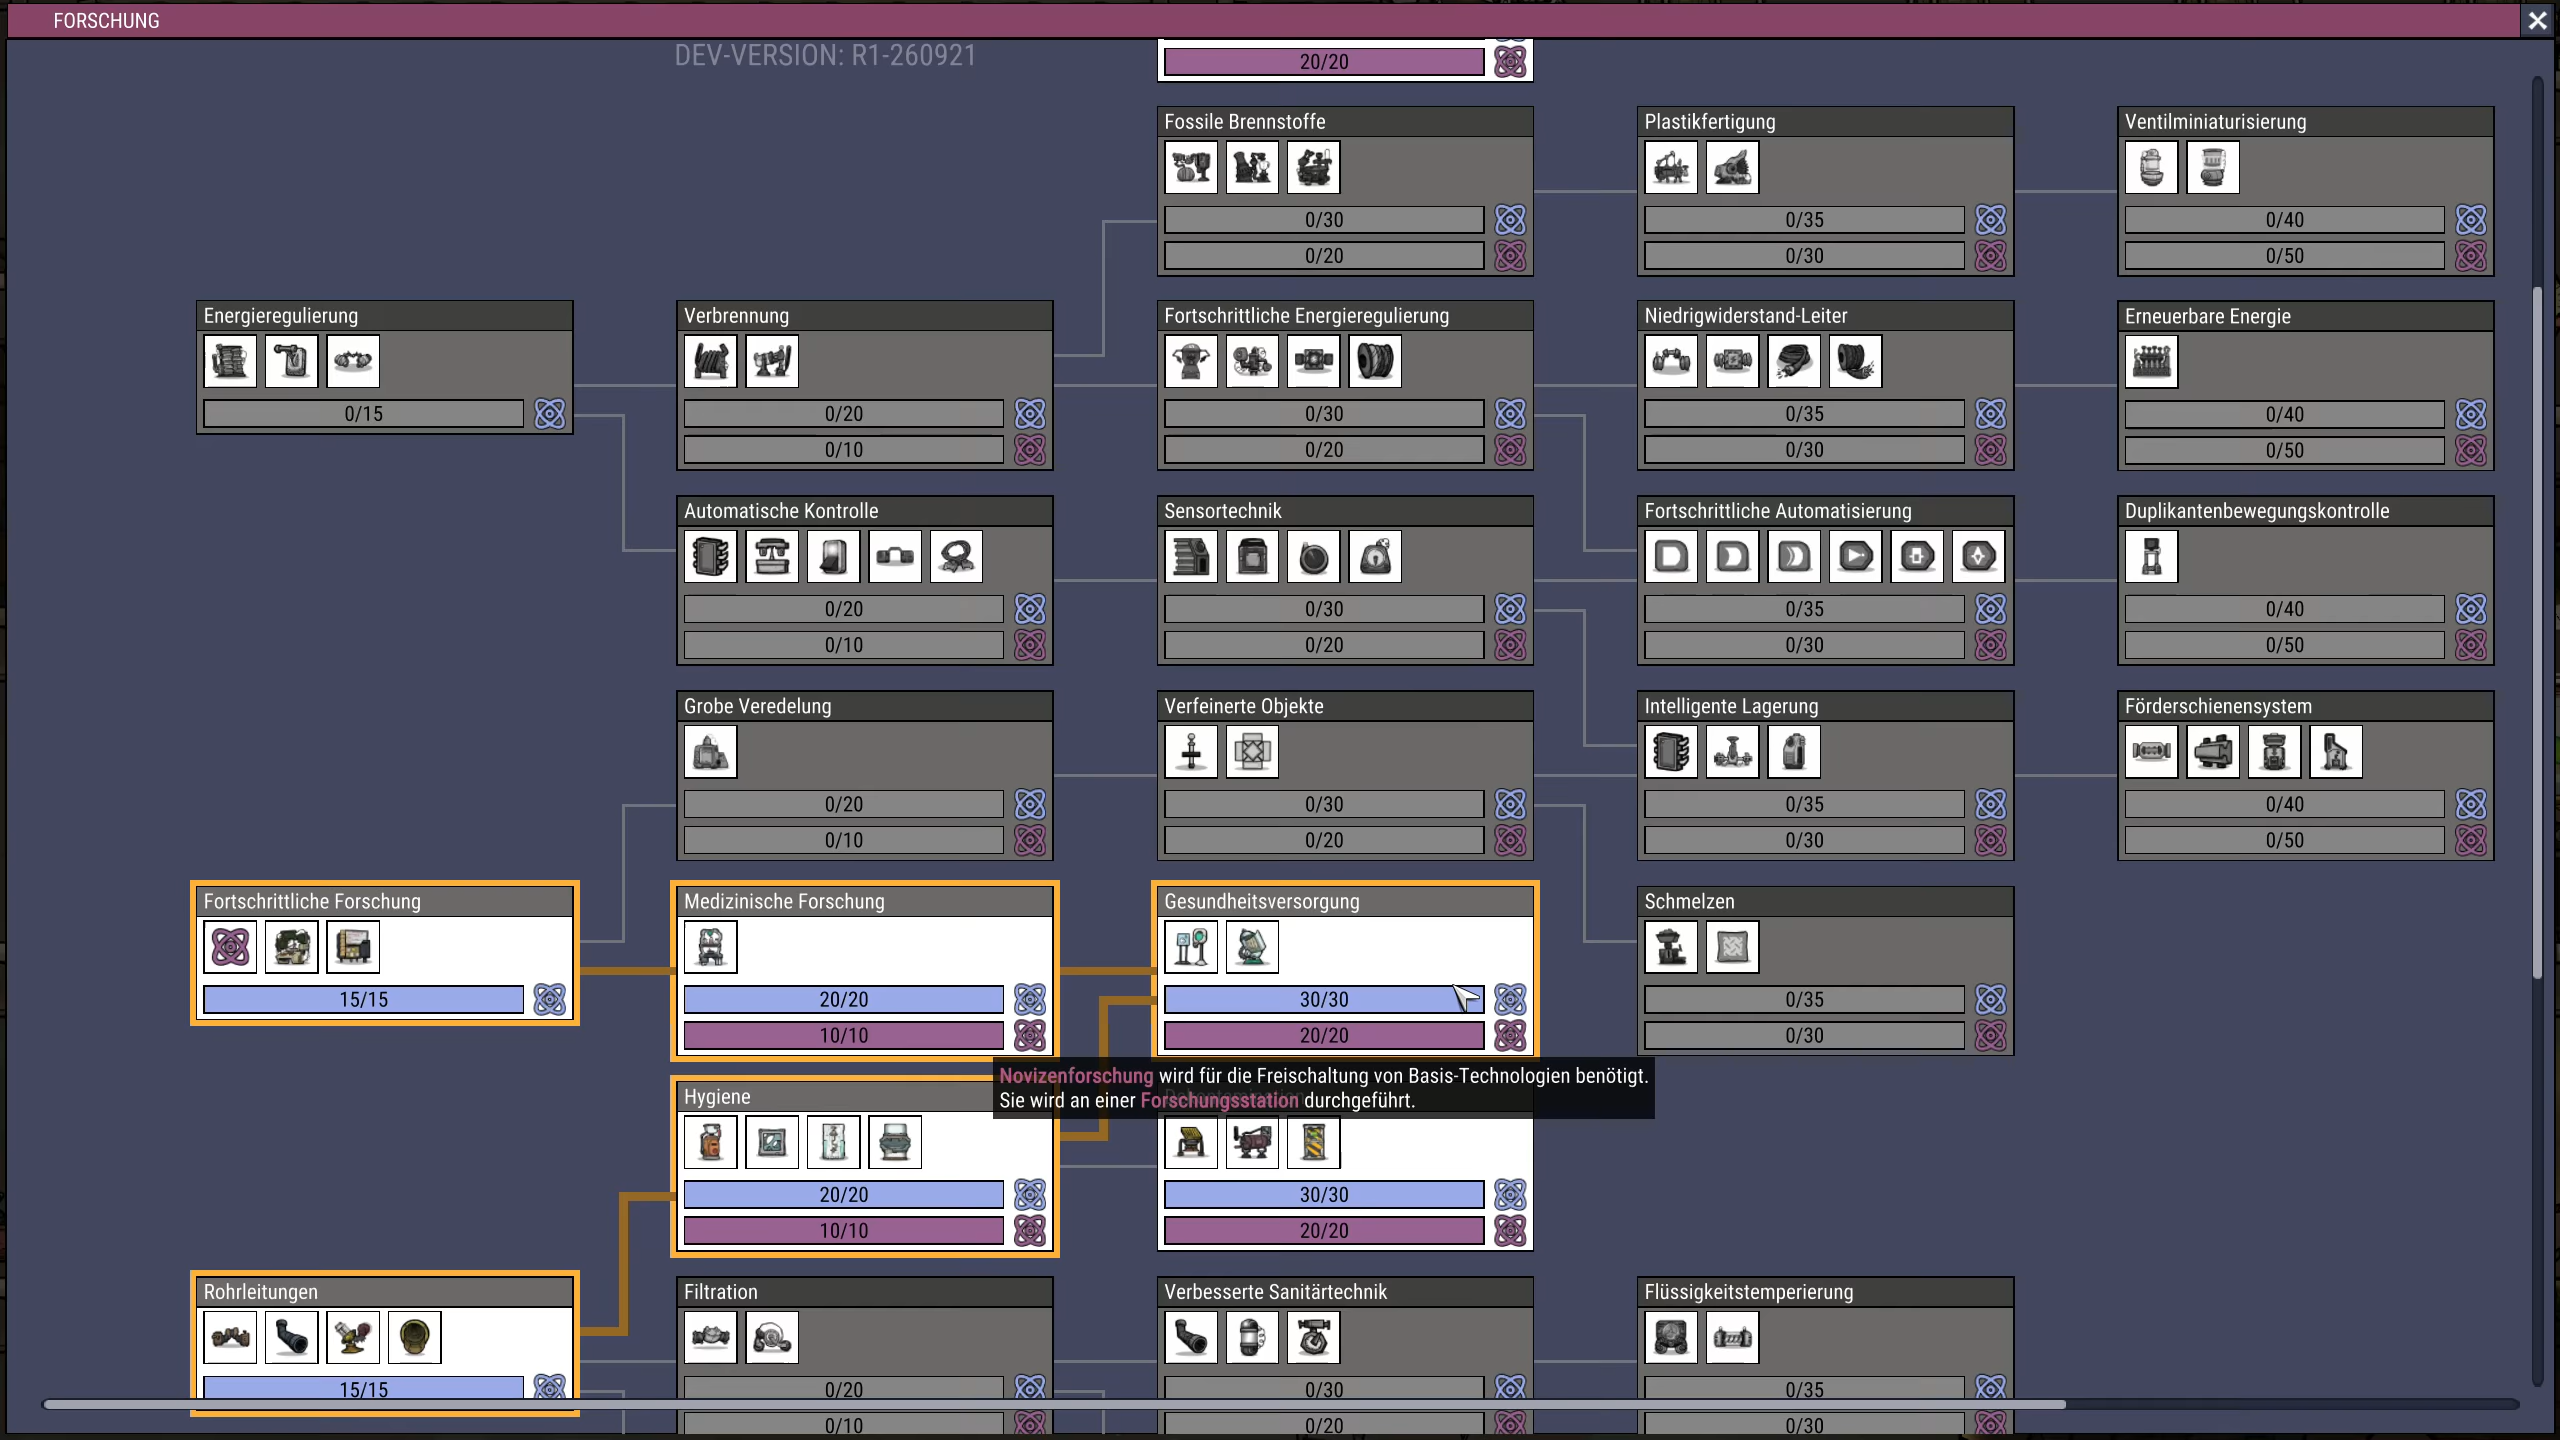 FORSCHUNG
DEV-VERSION: R1-260921
20/20
Fossile Brennstoffe
0/30
0/20
Plastikfertigung
0/35
0/30
Ventilminiaturisierung
0/40
0/50
Energieregulierung
0/15
Verbrennung
0/20
0/10
Fortschrittliche Energieregulierung
0/30
0/20
Niedrigwiderstand-Leiter
0/35
0/30
Erneuerbare Energie
0/40
0/50
Automatische Kontrolle
0/20
0/10
Sensortechnik
0/30
0/20
Fortschrittliche Automatisierung
0/35
0/30
Duplikantenbewegungskontrolle
0/40
0/50
Grobe Veredelung
0/20
0/10
Verfeinerte Objekte
0/30
0/20
Intelligente Lagerung
0/35
0/30
Förderschienensystem
0/40
0/50
Fortschrittliche Forschung
15/15
Medizinische Forschung
20/20
10/10
Gesundheitsversorgung
30/30
20/20
Schmelzen
0/35
0/30
Novizenforschung wird für die Freischaltung von Basis-Technologien benötigt.
Sie wird an einer Forschungsstation durchgeführt.
Hygiene
20/20
10/10
30/30
20/20
Rohrleitungen
15/15
Filtration
0/20
0/10
Verbesserte Sanitärtechnik
0/30
0/20
Flüssigkeitstemperierung
0/35
0/30